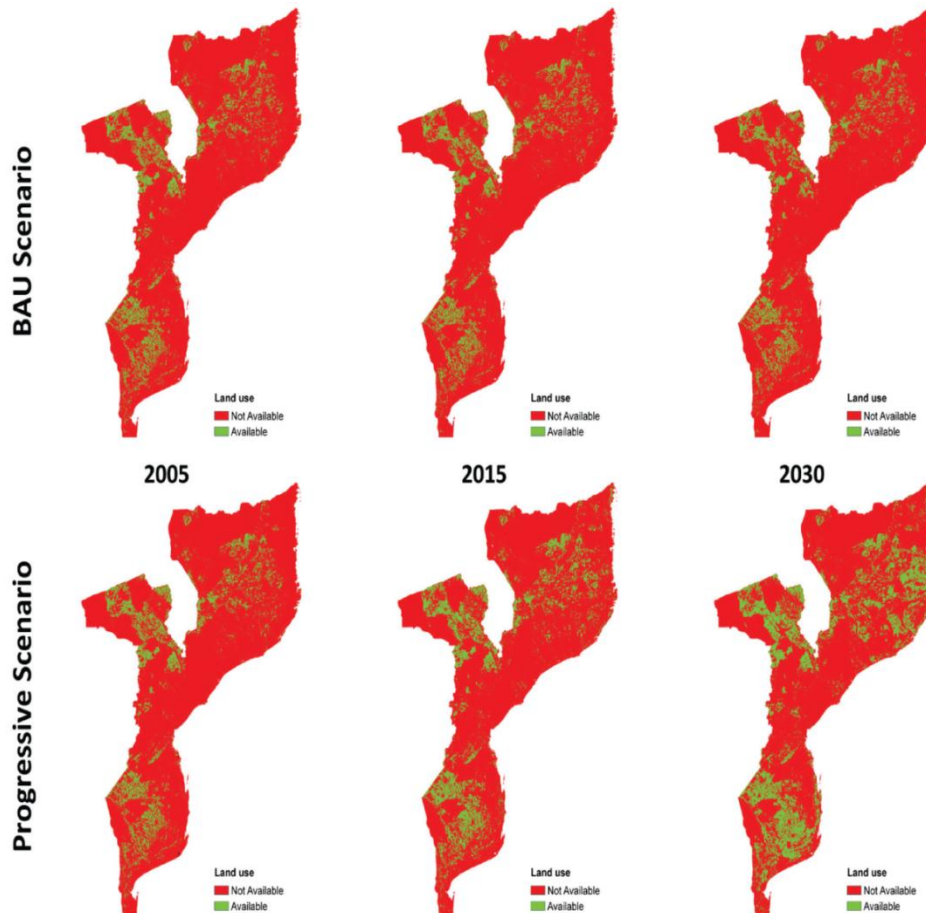 BAU Scenario
Land use
Not Available
Available
Land use
Not Available
Available
Land use
Not Available
Available
2005
2015
2030
Progressive Scenario
Land use
Not Available
Available
Land use
Not Available
Available
Land use
Not Available
Available